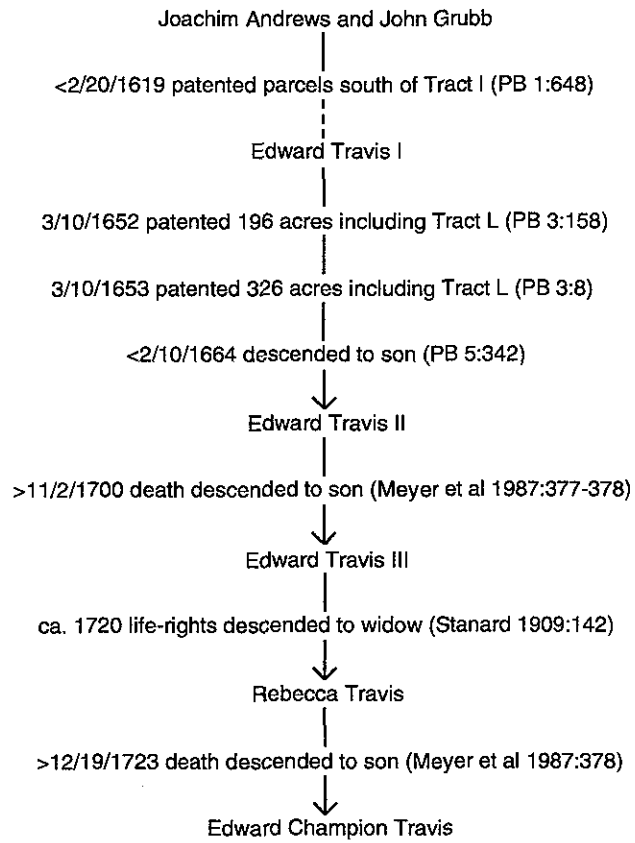 Joachim Andrews and John Grubb
<2/20/1619 patented parcels south of Tract I (PB 1:648)
Edward Travis I
3/10/1652 patented 196 acres including Tract L (PB 3:158)
3/10/1653 patented 326 acres including Tract L (PB 3:8)
<2/10/1664 descended to son (PB 5:342)
Edward Travis II
>11/2/1700 death descended to son (Meyer et al 1987:377-378)
Edward Travis III
ca. 1720 life-rights descended to widow (Stanard 1909:142)
Rebecca Travis
>12/19/1723 death descended to son (Meyer et al 1987:378)
Edward Champion Travis